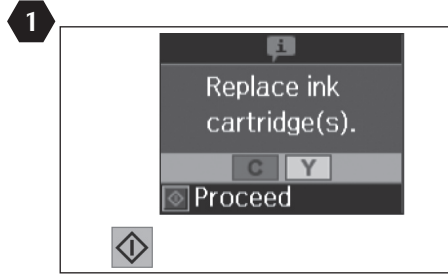 1
i
Replace ink
cartridge(s).
C Y
Proceed